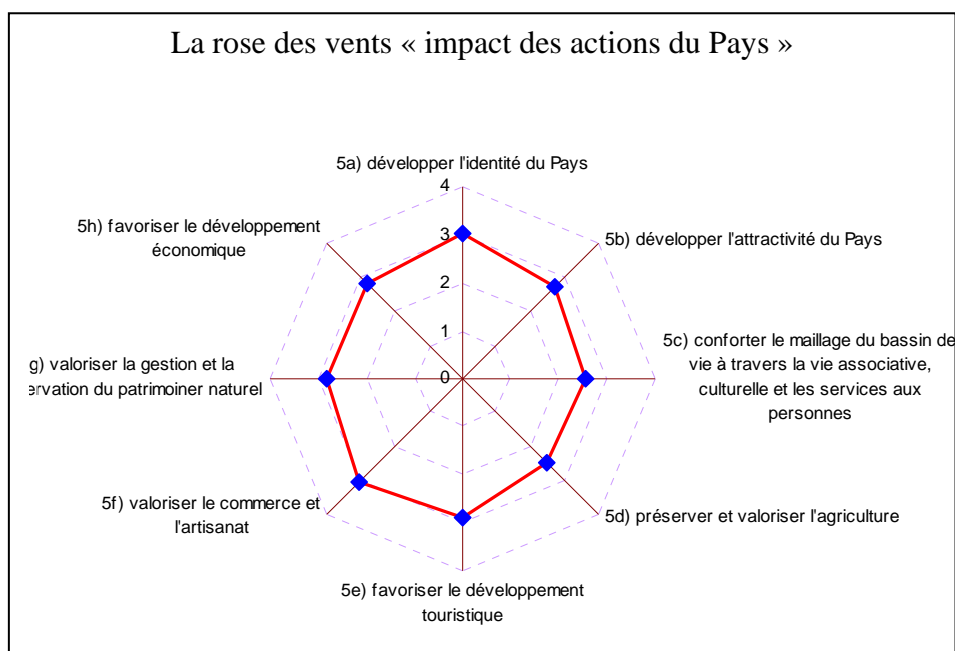 La rose des vents « impact des actions du Pays »
5a) développer l'identité du Pays
4
3
2
1
0
5b) développer l'attractivité du Pays
5c) conforter le maillage du bassin de
vie à travers la vie associative,
culturelle et les services aux
personnes
5d) préserver et valoriser l'agriculture
5e) favoriser le développement
touristique
5f) valoriser le commerce et
l'artisanat
g) valoriser la gestion et la
ervation du patrimoiner naturel
5h) favoriser le développement
économique